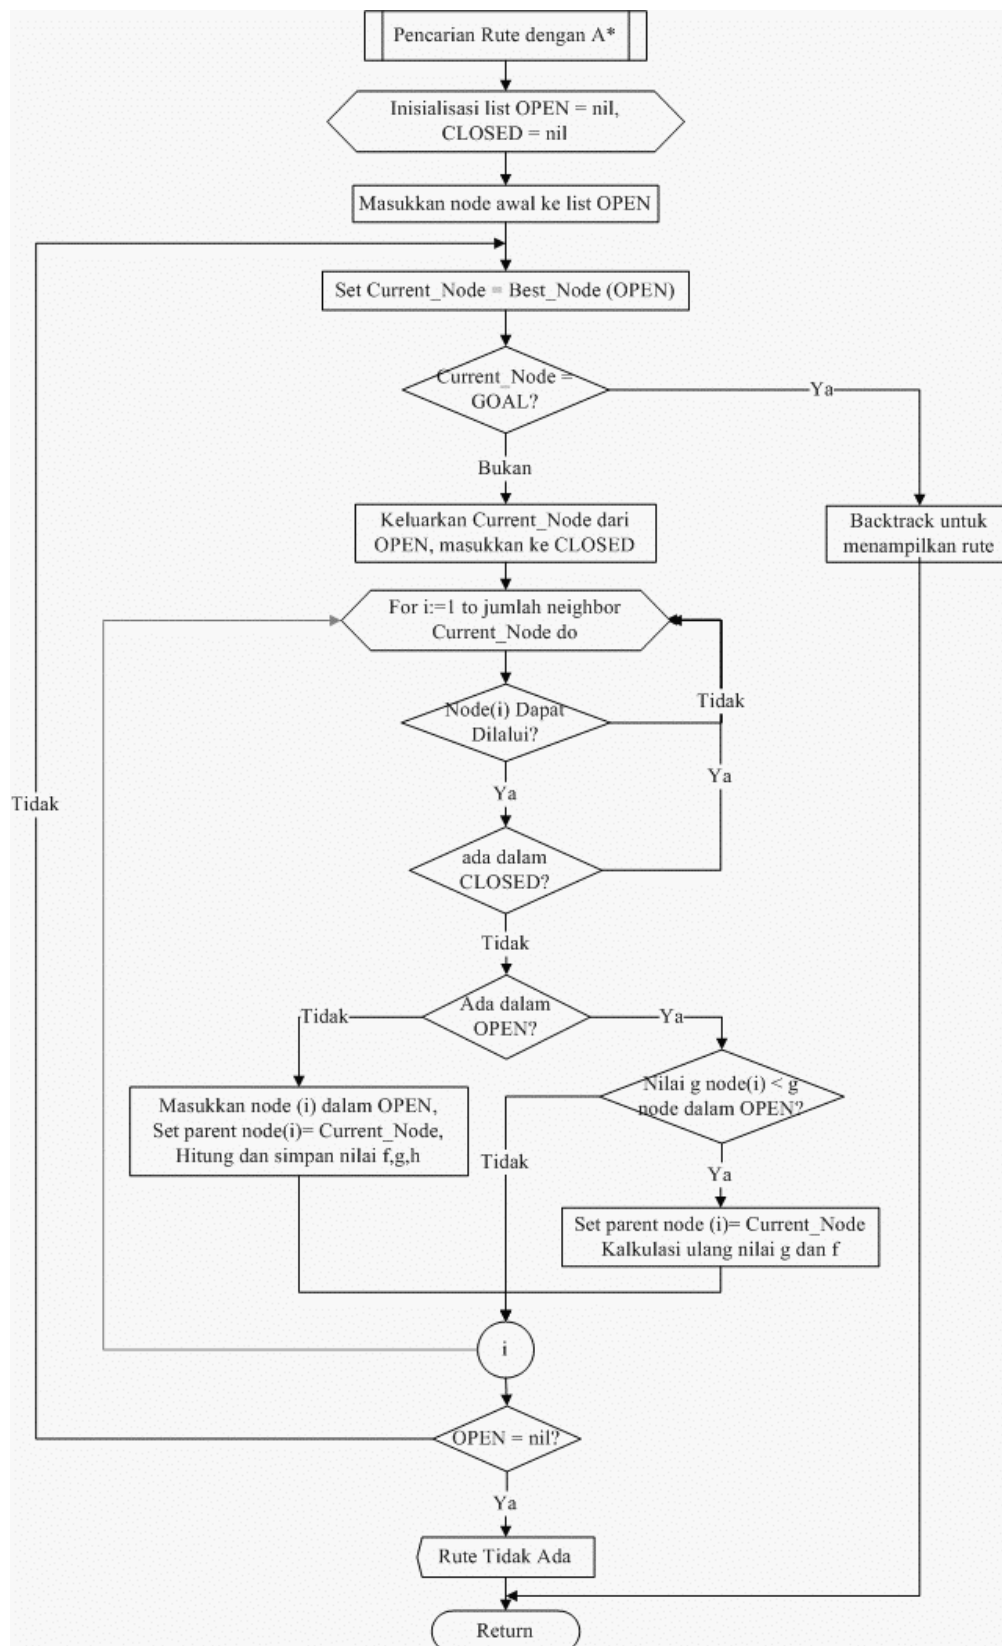 Pencarian Rute dengan A*
Inisialisasi list OPEN = nil,
CLOSED = nil
Masukkan node awal ke list OPEN
Set Current_Node = Best_Node (OPEN)
Current_Node =
GOAL?
Ya
Bukan
Keluarkan Current_Node dari
OPEN, masukkan ke CLOSED
Backtrack untuk
menampilkan rute
For i:=1 to jumlah neighbor
Current_Node do
Tidak
Node(i) Dapat
Dilalui?
Ya
Ya
Tidak
ada dalam
CLOSED?
Tidak
Ada dalam
OPEN?
Tidak
Ya
Nilai g node(i) < g
node dalam OPEN?
Masukkan node (i) dalam OPEN,
Set parent node(i)= Current_Node,
Hitung dan simpan nilai f,g,h
Tidak
Ya
Set parent node (i)= Current_Node
Kalkulasi ulang nilai g dan f
i
OPEN = nil?
Ya
Rute Tidak Ada
Return